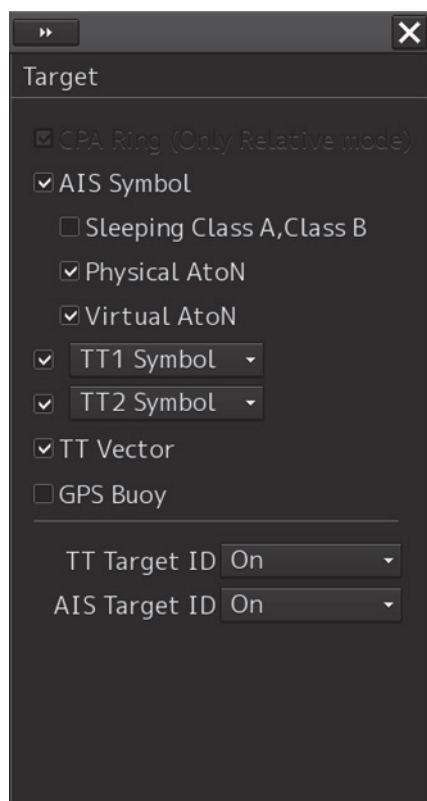 Target
CPA Ring (Only Relative mode)
AIS Symbol
Sleeping Class A,Class B
Physical AtoN
Virtual AtoN
TT1 Symbol
TT2 Symbol
TT Vector
GPS Buoy
TT Target ID On
AIS Target ID On